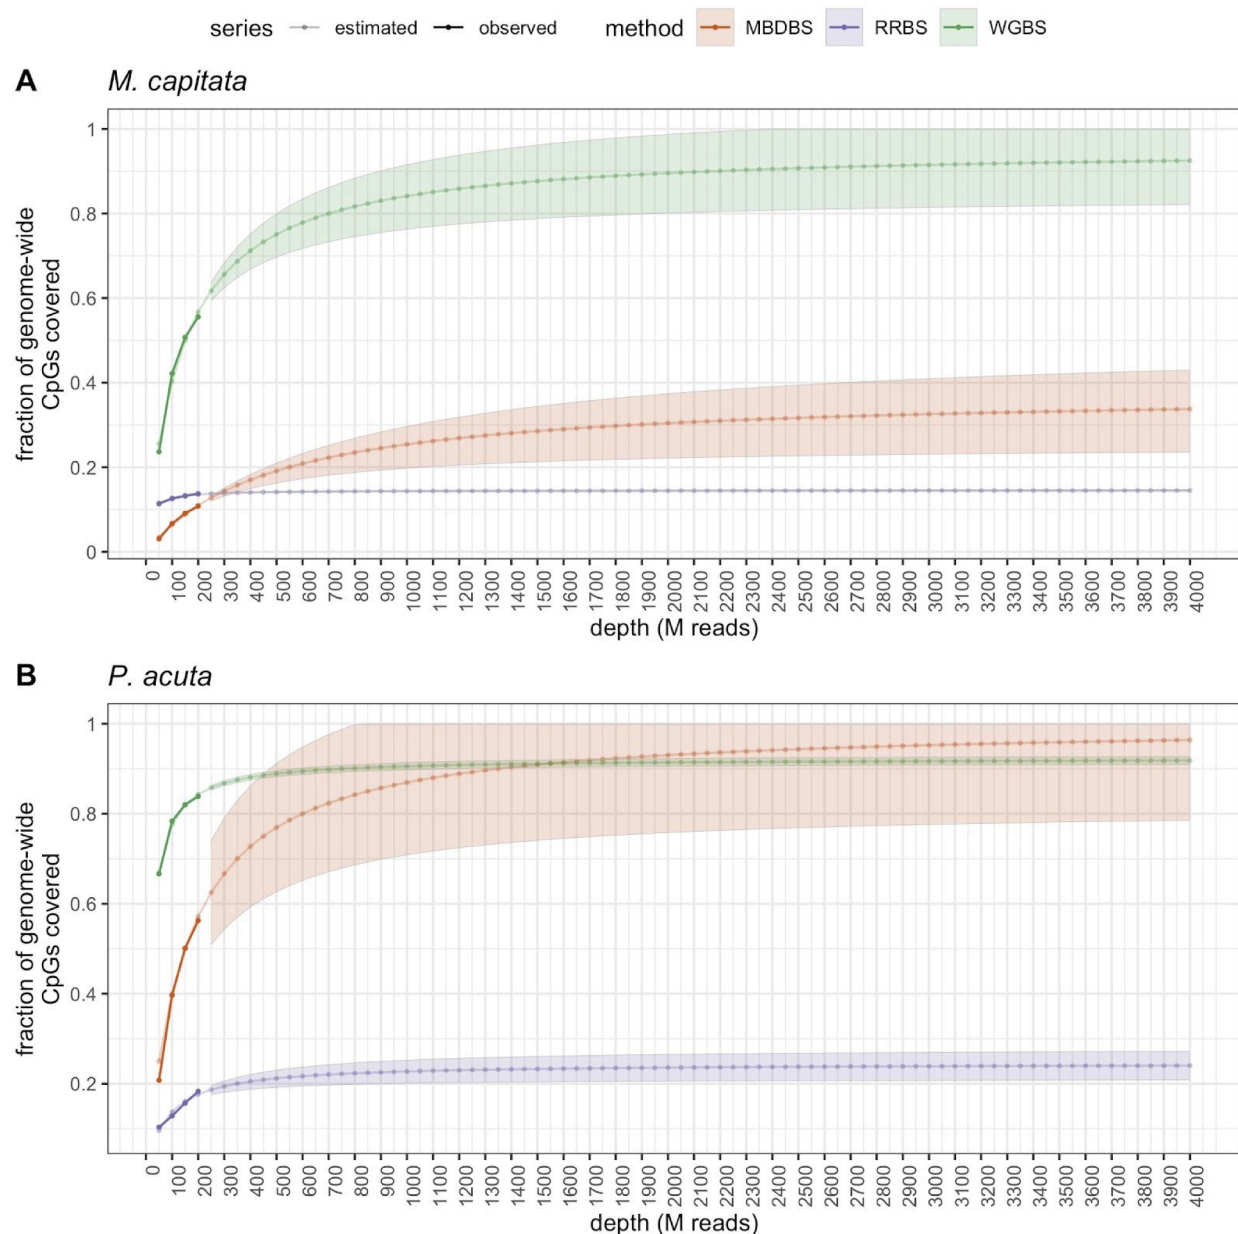 series estimated observed method MBDBS RRBS WGBS
A M. capitata
1
0.8
0.6
0.4
0.2
0
fraction of genome-wide
CpGs covered
0 100 200 300 400 500 600 700 800 900 1000 1100 1200 1300 1400 1500 1600 1700 1800 1900 2000 2100 2200 2300 2400 2500 2600 2700 2800 2900 3000 3100 3200 3300 3400 3500 3600 3700 3800 3900 4000
depth (M reads)
B P. acuta
1
0.8
0.6
0.4
0.2
fraction of genome-wide
CpGs covered
0 100 200 300 400 500 600 700 800 900 1000 1100 1200 1300 1400 1500 1600 1700 1800 1900 2000 2100 2200 2300 2400 2500 2600 2700 2800 2900 3000 3100 3200 3300 3400 3500 3600 3700 3800 3900 4000
depth (M reads)